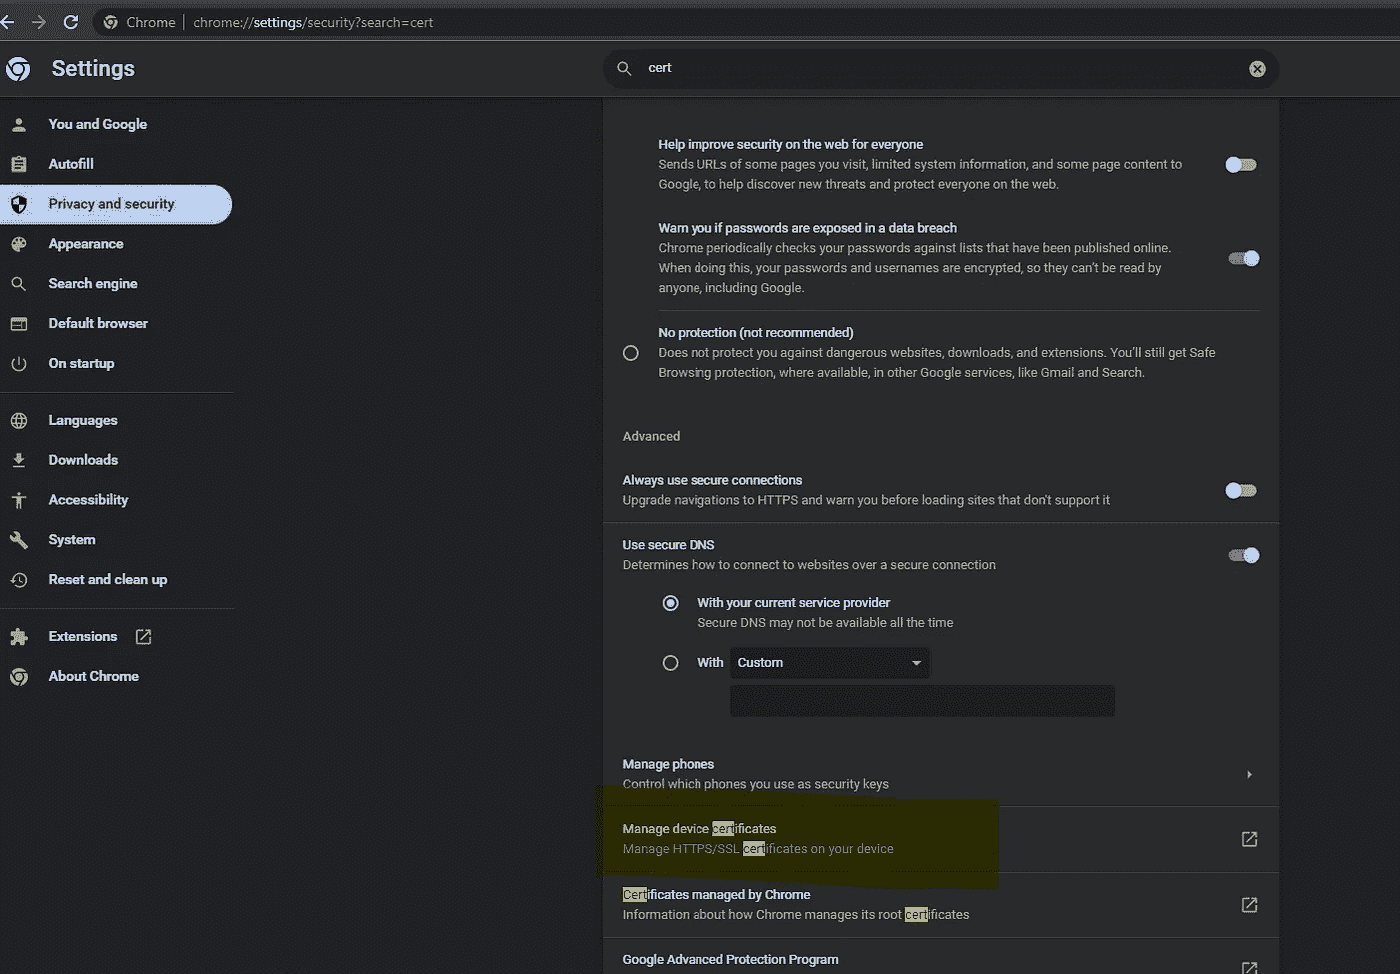 Chrome | chrome://settings/security?search=cert
Settings
cert
You and Google
Autofill
Privacy and security
Appearance
Search engine
Default browser
On startup
Languages
Downloads
Accessibility
System
Reset and clean up
Extensions
About Chrome
Help improve security on the web for everyone
Sends URLs of some pages you visit, limited system information, and some page content to
Google, to help discover new threats and protect everyone on the web.
Warn you if passwords are exposed in a data breach
Chrome periodically checks your passwords against lists that have been published online.
When doing this, your passwords and usernames are encrypted, so they can't be read by
anyone, including Google.
No protection (not recommended)
Does not protect you against dangerous websites, downloads, and extensions. You'll still get Safe
Browsing protection, where available, in other Google services, like Gmail and Search.
Advanced
Always use secure connections
Upgrade navigations to HTTPS and warn you before loading sites that don't support it
Use secure DNS
Determines how to connect to websites over a secure connection
With your current service provider
Secure DNS may not be available all the time
With Custom
Manage phones
Control which phones you use as security keys
Manage device certificates
Manage HTTPS/SSL certificates on your device
Certificates managed by Chrome
Information about how Chrome manages its root certificates
Google Advanced Protection Program